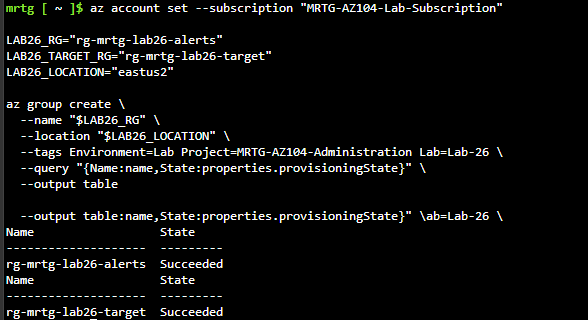 mrtg [ ~ ]$ az account set --subscription "MRTG-AZ104-Lab-Subscription"

LAB26_RG="rg-mrtg-lab26-alerts"
LAB26_TARGET_RG="rg-mrtg-lab26-target"
LAB26_LOCATION="eastus2"

az group create \
  --name "$LAB26_RG" \
  --location "$LAB26_LOCATION" \
  --tags Environment=Lab Project=MRTG-AZ104-Administration Lab=Lab-26 \
  --query "{Name:name,State:properties.provisioningState}" \
  --output table

  --output table:name,State:properties.provisioningState}" \ab=Lab-26 \
Name                  State
--------------------  ---------
rg-mrtg-lab26-alerts  Succeeded
Name                  State
--------------------  ---------
rg-mrtg-lab26-target  Succeeded